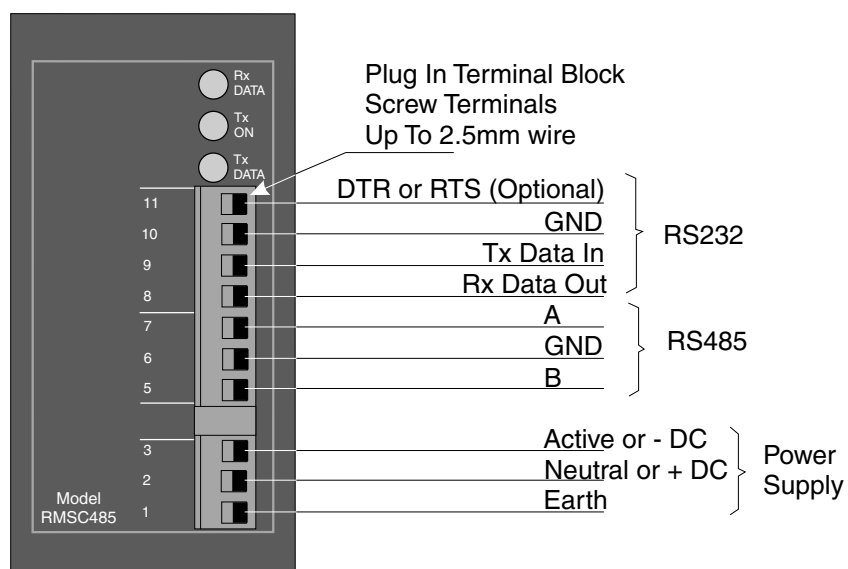 Rx
DATA
Tx
ON
Tx
DATA
Plug In Terminal Block
Screw Terminals
Up To 2.5mm wire
11
DTR or RTS (Optional)
10
GND
9
Tx Data In
8
Rx Data Out
RS232
7
A
6
GND
5
B
RS485
3
Active or - DC
2
Neutral or + DC
1
Earth
Power
Supply
Model
RMSC485